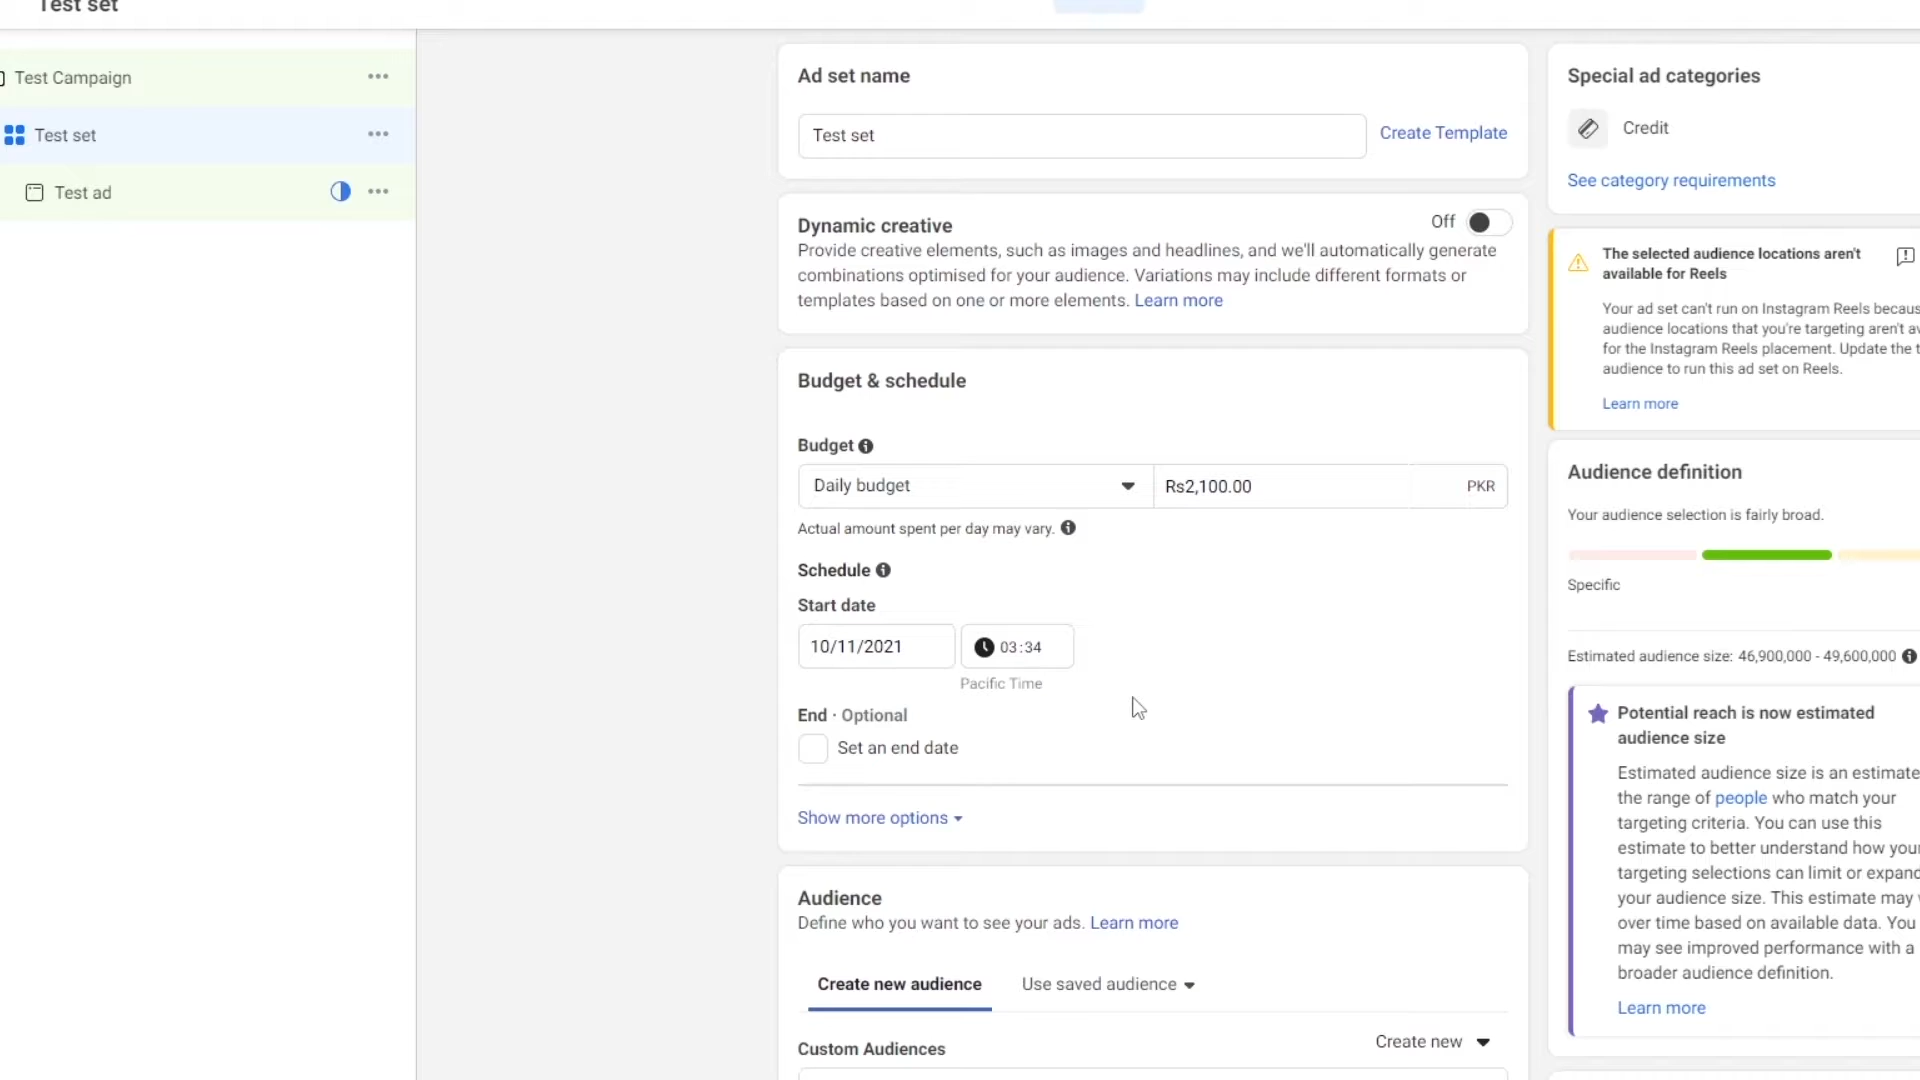 Test set
Test Campaign
Test set
Test ad
Ad set name
Test set
Create Template
Dynamic creative
Off
Provide creative elements, such as images and headlines, and we'll automatically generate
combinations optimised for your audience. Variations may include different formats or
templates based on one or more elements. Learn more
Budget & schedule
Budget
Daily budget
Rs2,100.00
PKR
Actual amount spent per day may vary.
Schedule
Start date
10/11/2021
03:34
Pacific Time
End · Optional
Set an end date
Show more options
Audience
Define who you want to see your ads. Learn more
Create new audience
Use saved audience
Custom Audiences
Create new
Special ad categories
Credit
See category requirements
The selected audience locations aren't
available for Reels
Your ad set can't run on Instagram Reels becaus
audience locations that you're targeting aren't av
for the Instagram Reels placement. Update the t
audience to run this ad set on Reels.
Learn more
Audience definition
Your audience selection is fairly broad.
Specific
Estimated audience size: 46,900,000 - 49,600,000
Potential reach is now estimated
audience size
Estimated audience size is an estimate
the range of people who match your
targeting criteria. You can use this
estimate to better understand how your
targeting selections can limit or expand
your audience size. This estimate may
over time based on available data. You
may see improved performance with a
broader audience definition.
Learn more